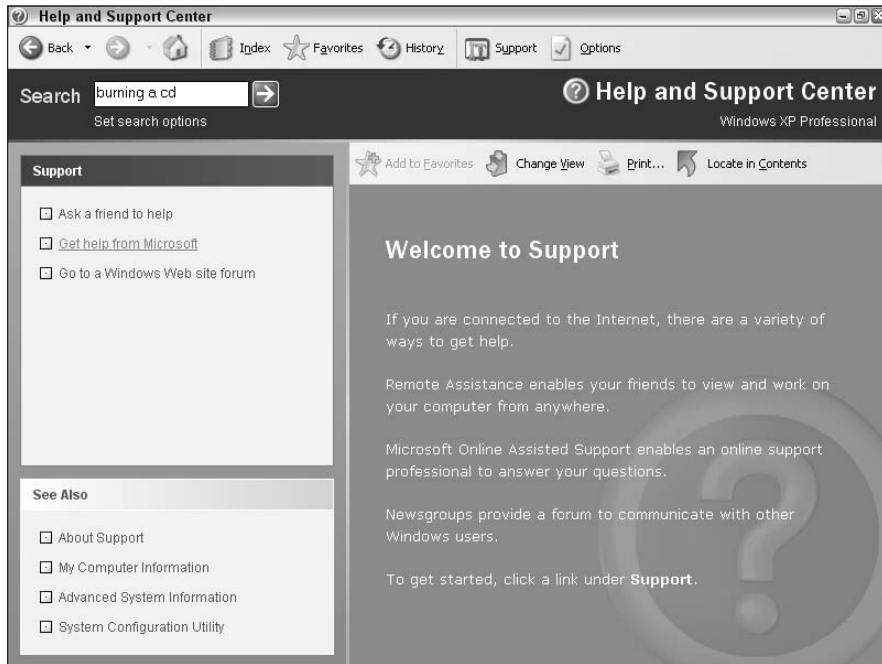 Help and Support Center
Back Index Favorites History Support Options
Search burning a cd
Set search options
Help and Support Center
Windows XP Professional
Support
Ask a friend to help
Get help from Microsoft
Go to a Windows Web site forum
See Also
About Support
My Computer Information
Advanced System Information
System Configuration Utility
Add to Favorites Change View Print... Locate in Contents
Welcome to Support
If you are connected to the Internet, there are a variety of
ways to get help.
Remote Assistance enables your friends to view and work on
your computer from anywhere.
Microsoft Online Assisted Support enables an online support
professional to answer your questions.
Newsgroups provide a forum to communicate with other
Windows users.
To get started, click a link under Support.